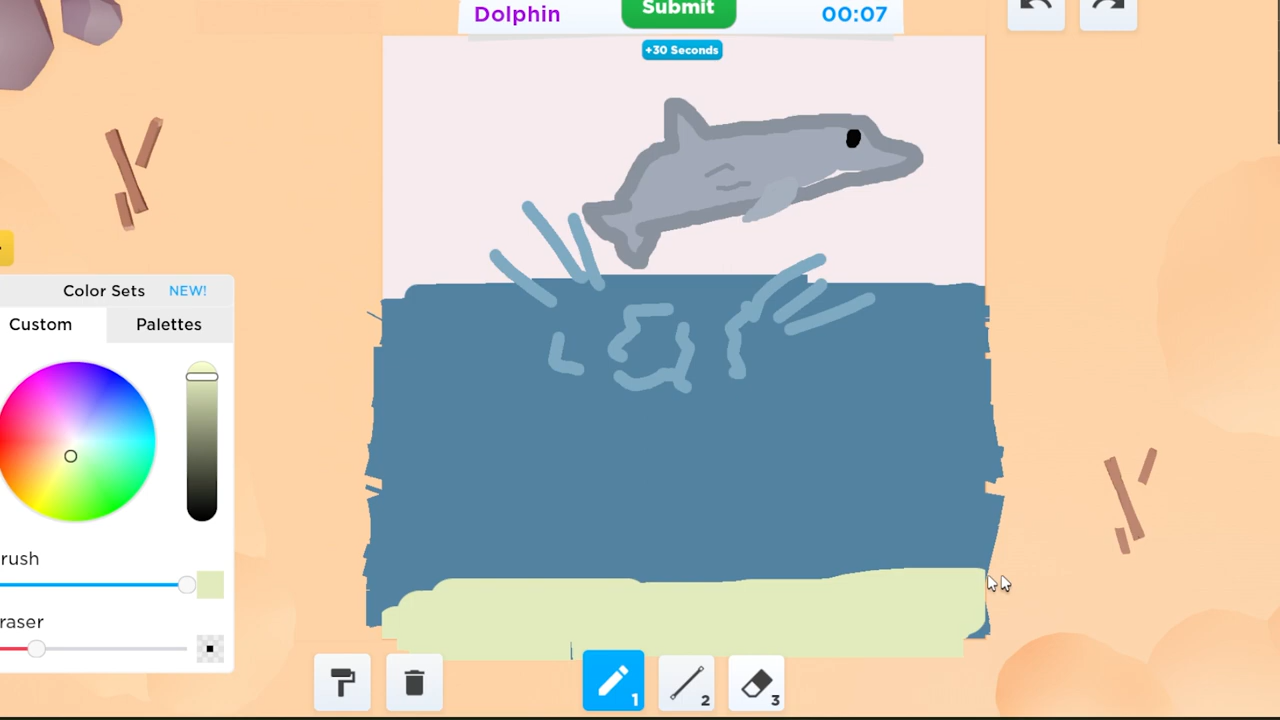 Dolphin
Submit
00:07
+30 Seconds
Color Sets NEW!
Custom
Palettes
rush
raser
1
2
3